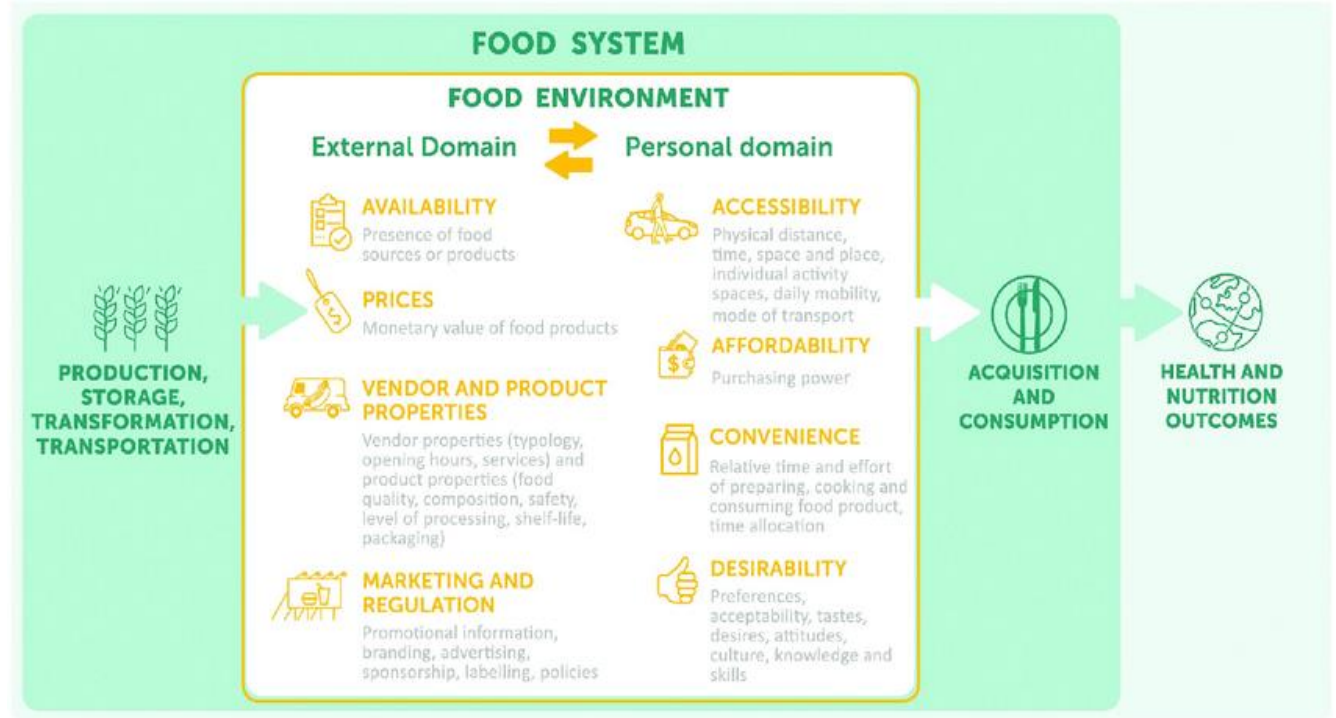 FOOD SYSTEM
FOOD ENVIRONMENT
External Domain
Personal domain
PRODUCTION,
STORAGE,
TRANSFORMATION,
TRANSPORTATION
AVAILABILITY
Presence of food
sources or products
PRICES
Monetary value of food products
VENDOR AND PRODUCT
PROPERTIES
Vendor properties (typology,
opening hours, services) and
product properties (food
quality, composition, safety,
level of processing, shelf-life,
packaging)
MARKETING AND
REGULATION
Promotional information,
branding, advertising,
sponsorship, labelling, policies
ACCESSIBILITY
Physical distance,
time, space and place,
individual activity
spaces, daily mobility,
mode of transport
AFFORDABILITY
Purchasing power
CONVENIENCE
Relative time and effort
of preparing, cooking and
consuming food product,
time allocation
DESIRABILITY
Preferences,
acceptability, tastes,
desires, attitudes,
culture, knowledge and
skills
ACQUISITION
AND
CONSUMPTION
HEALTH AND
NUTRITION
OUTCOMES